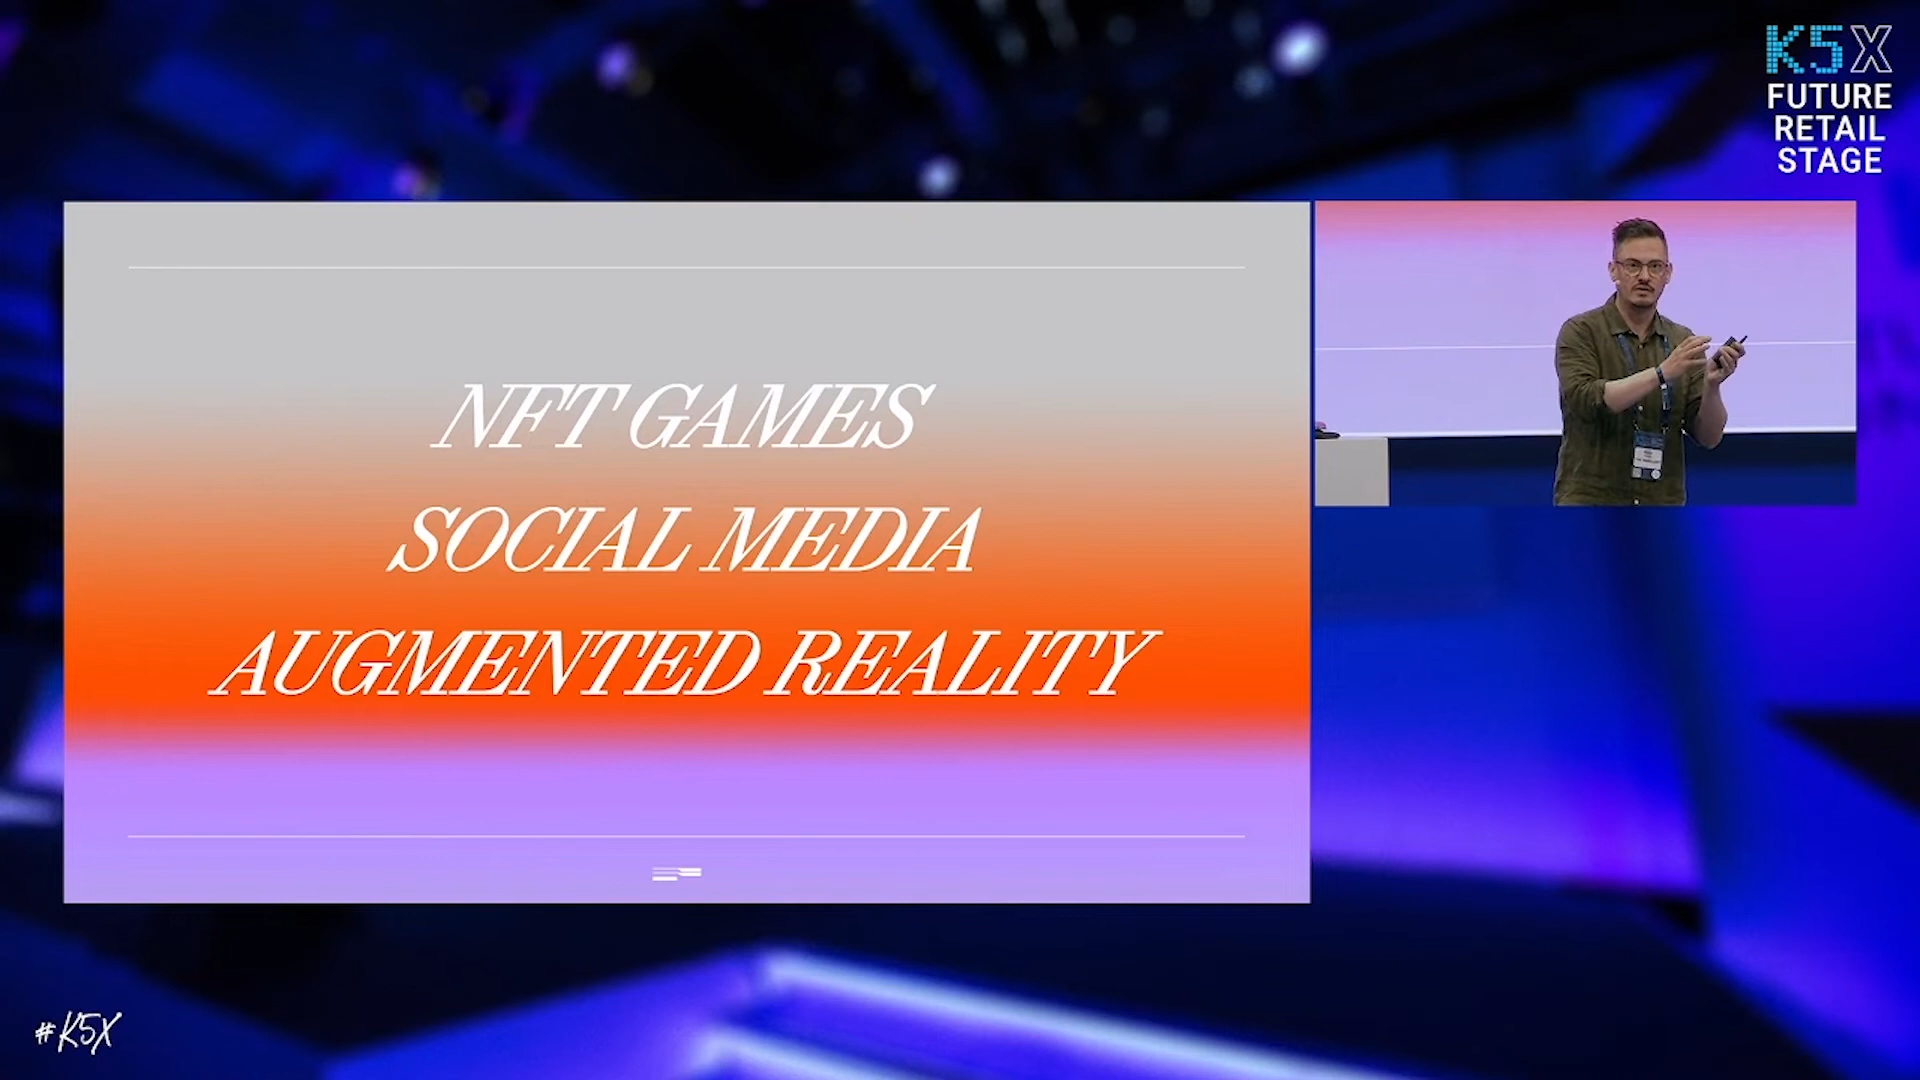 K5X
FUTURE
RETAIL
STAGE
NFT GAMES
SOCIAL MEDIA
AUGMENTED REALITY
#K5X